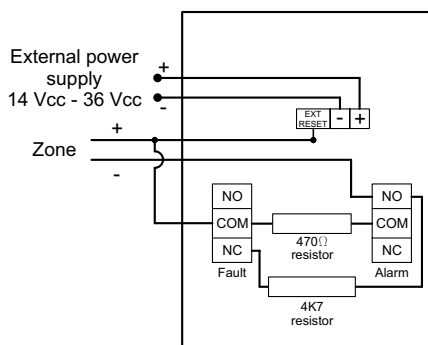 External power
supply
14 Vcc - 36 Vcc
+
-
EXT
RESET
-
+
+
Zone
-
NO
COM
NC
Fault
470Ω
resistor
NO
COM
NC
Alarm
4K7
resistor